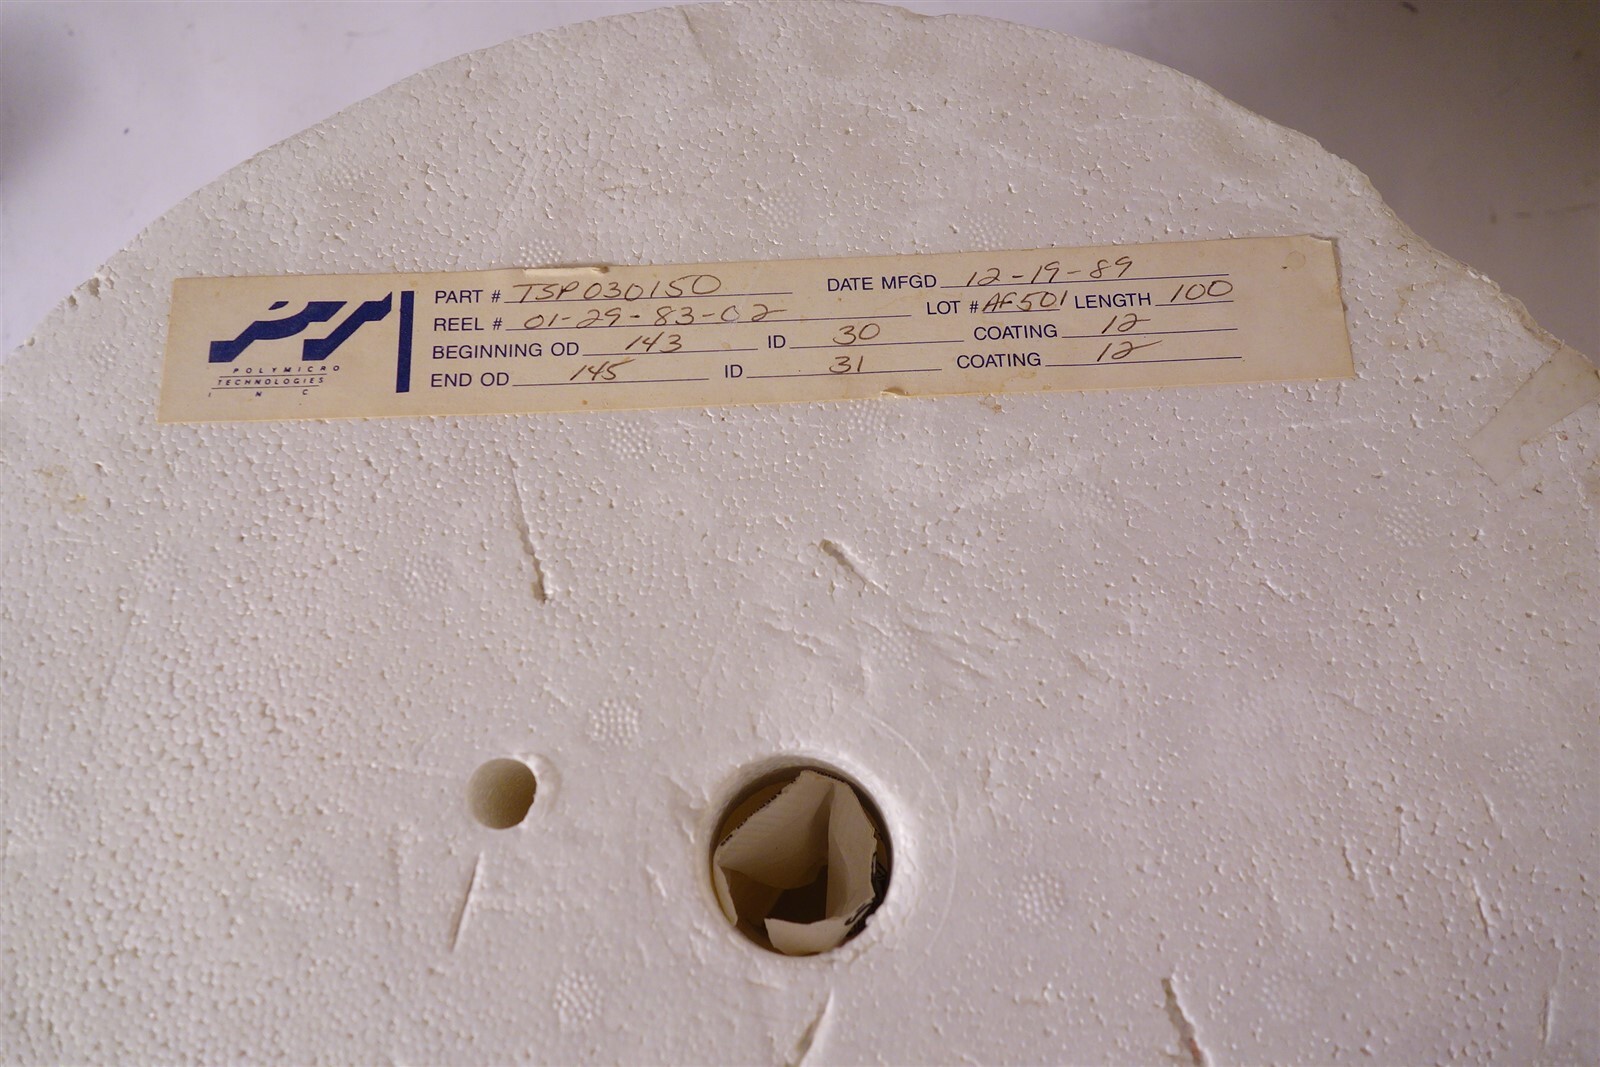 POLYMICRO
TECHNOLOGIES
INC
PART # TSP030150 DATE MFGD 12-19-89
REEL # 01-29-83-02 LOT # AF501 LENGTH 100
BEGINNING OD 143 ID 30 COATING 12
END OD 145 ID 31 COATING 12